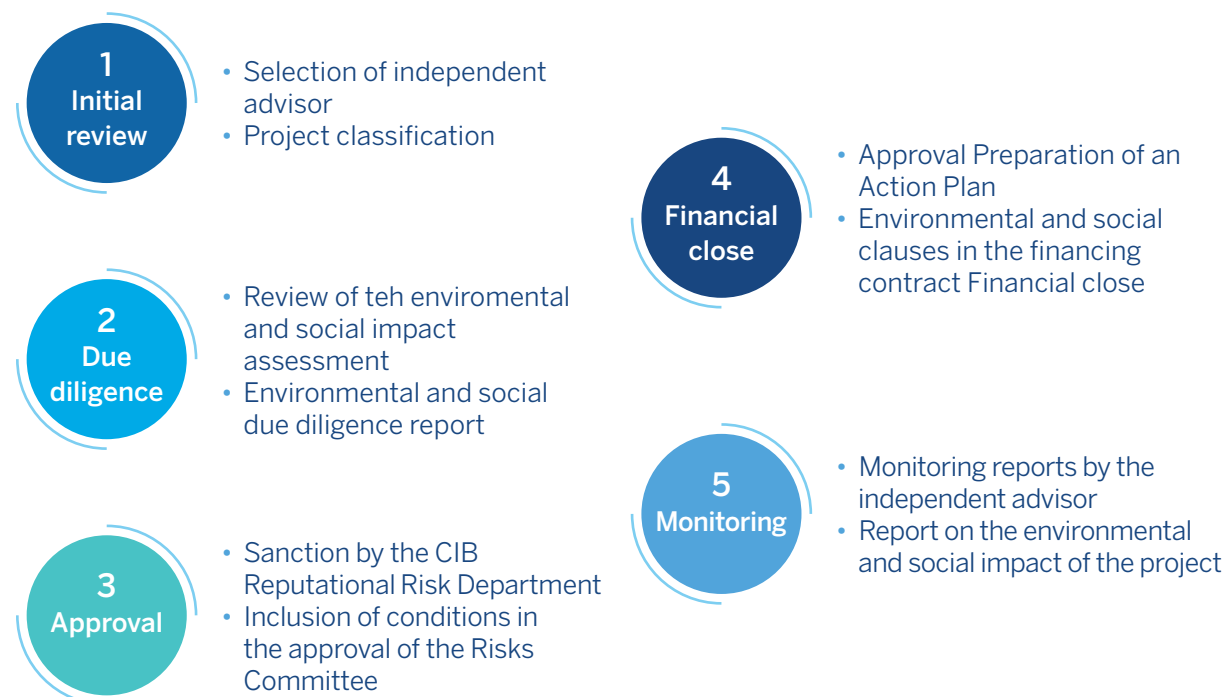 1
Initial
review
• Selection of independent
advisor
• Project classification
2
Due
diligence
• Review of teh enviromental
and social impact
assessment
• Environmental and social
due diligence report
3
Approval
• Sanction by the CIB
Reputational Risk Department
• Inclusion of conditions in
the approval of the Risks
Committee
4
Financial
close
• Approval Preparation of an
Action Plan
• Environmental and social
clauses in the financing
contract Financial close
5
Monitoring
• Monitoring reports by the
independent advisor
• Report on the environmental
and social impact of the project